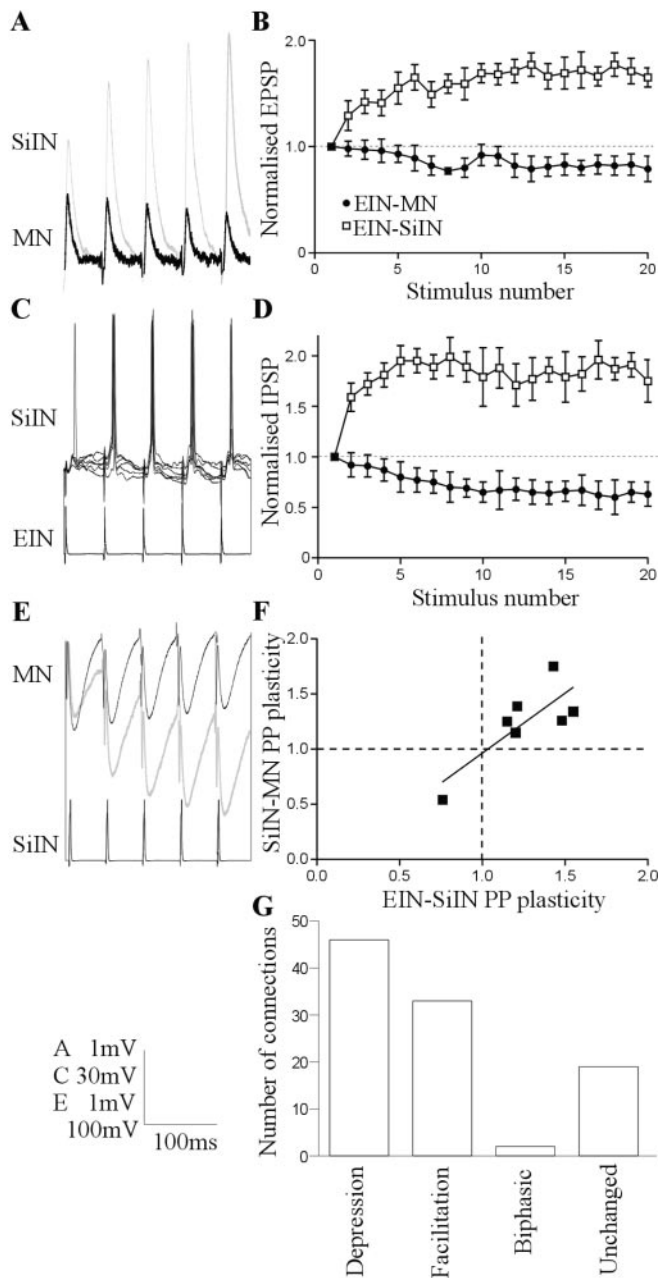 A
SiIN
MN
B
Normalised EPSP
2.0
1.0
0
EIN-MN
EIN-SiIN
0 5 10 15 20
Stimulus number
C
SiIN
EIN
D
Normalised IPSP
2.0
1.5
1.0
0.5
0
0 5 10 15 20
Stimulus number
E
MN
SiIN
F
SiIN-MN PP plasticity
2.0
1.5
1.0
0.5
0.0
0.0 0.5 1.0 1.5 2.0
EIN-SiIN PP plasticity
G
Number of connections
50
40
30
20
10
0
Depression
Facilitation
Biphasic
Unchanged
A 1mV
C 30mV
E 1mV
100mV
100ms